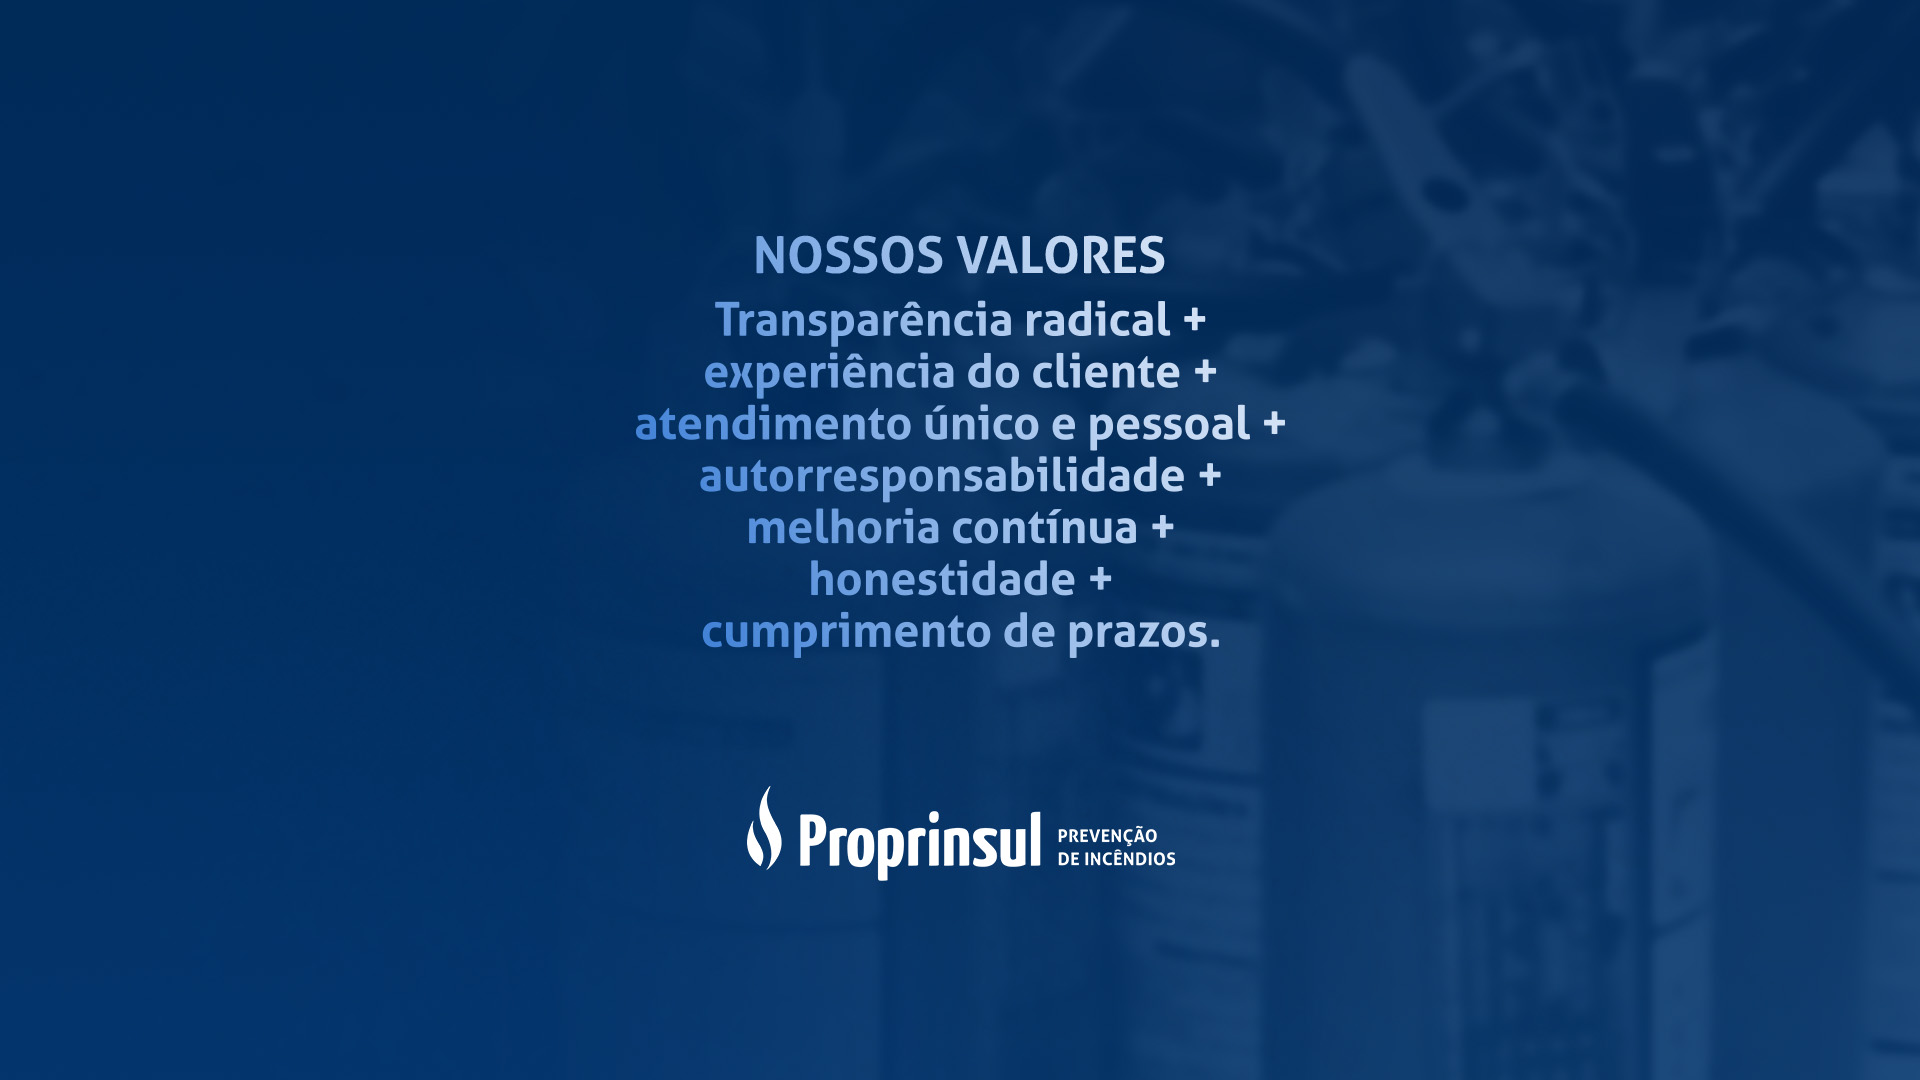 NOSSOS VALORES
Transparência radical +
experiência do cliente +
atendimento único e pessoal +
autorresponsabilidade +
melhoria contínua +
honestidade +
cumprimento de prazos.
Proprinsul PREVENÇÃO
DE INCÊNDIOS